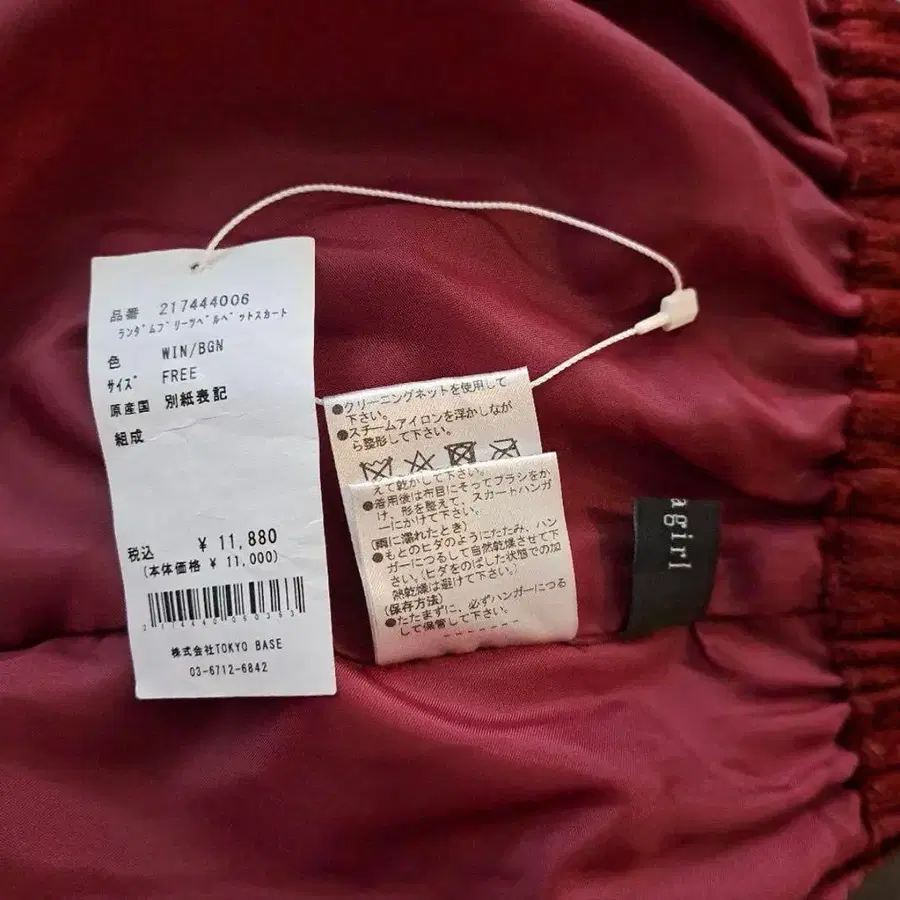 品番 217444006
ランダムプリーツベルベットスカート
色 WIN/BGN
サイズ FREE
原産国 別紙表記
組成
税込 ¥ 11,880
(本体価格 ¥ 11,000)
株式会社TOKYO BASE
03-6712-6842
●クリーニングネットを使用して
下さい。
●スチームアイロンを浮かしなが
ら整形して下さい。
えて乾かして下さい。
●着用後は布目にそってブラシをか
け、形を整えて、スカートハンガ
ーにかけて下さい。
(雨に濡れたとき)
●もとのヒダのようにたたみ、ハン
ガーにつるして自然乾燥させて下
さい。(ヒダをのばした状態での加
熱乾燥は避けて下さい。)
(保存方法)
●たたまずに、必ずハンガーにつる
して保管して下さい。
agirl